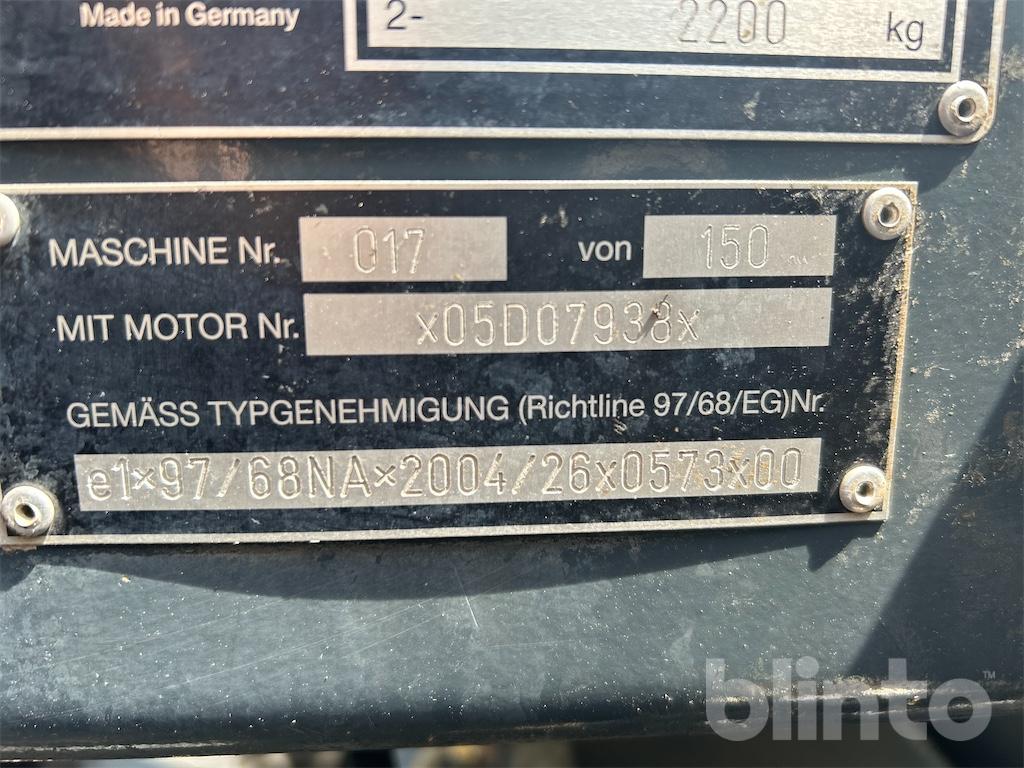 Made in Germany
2- 2200 kg
MASCHINE Nr. 017 von 150
MIT MOTOR Nr. x05D07938x
GEMÄSS TYPGENEHMIGUNG (Richtline 97/68/EG)Nr.
e1x97/68NAx2004/26x0573x00
blinto™